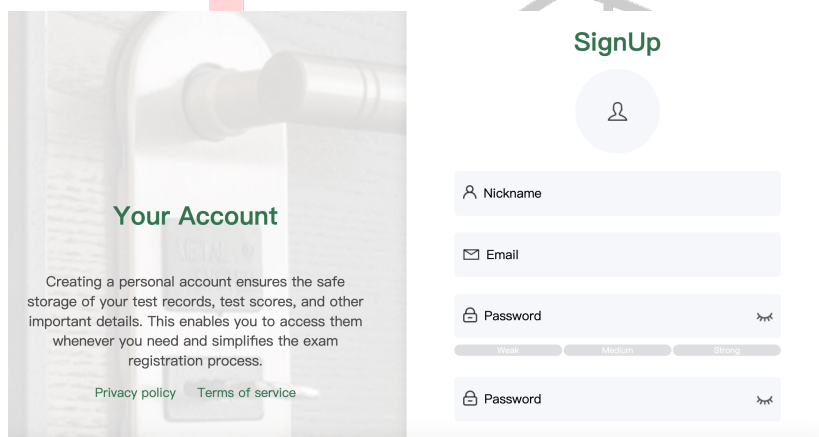 Your Account
Creating a personal account ensures the safe
storage of your test records, test scores, and other
important details. This enables you to access them
whenever you need and simplifies the exam
registration process.
Privacy policy Terms of service
SignUp
Nickname
Email
Password
Weak Medium Strong
Password